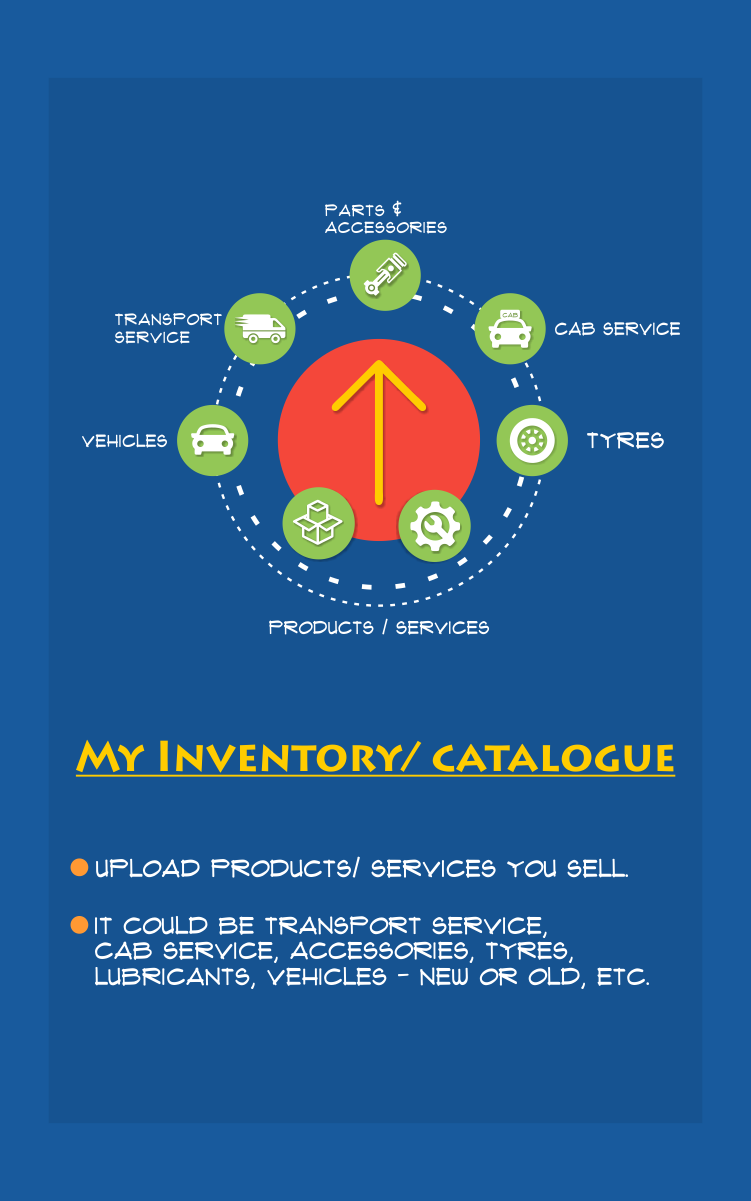 PARTS &
ACCESSORIES
TRANSPORT
SERVICE
CAB
CAB SERVICE
VEHICLES
TYRES
PRODUCTS / SERVICES
MY INVENTORY/ CATALOGUE
UPLOAD PRODUCTS/ SERVICES YOU SELL.
IT COULD BE TRANSPORT SERVICE,
CAB SERVICE, ACCESSORIES, TYRES,
LUBRICANTS, VEHICLES - NEW OR OLD, ETC.